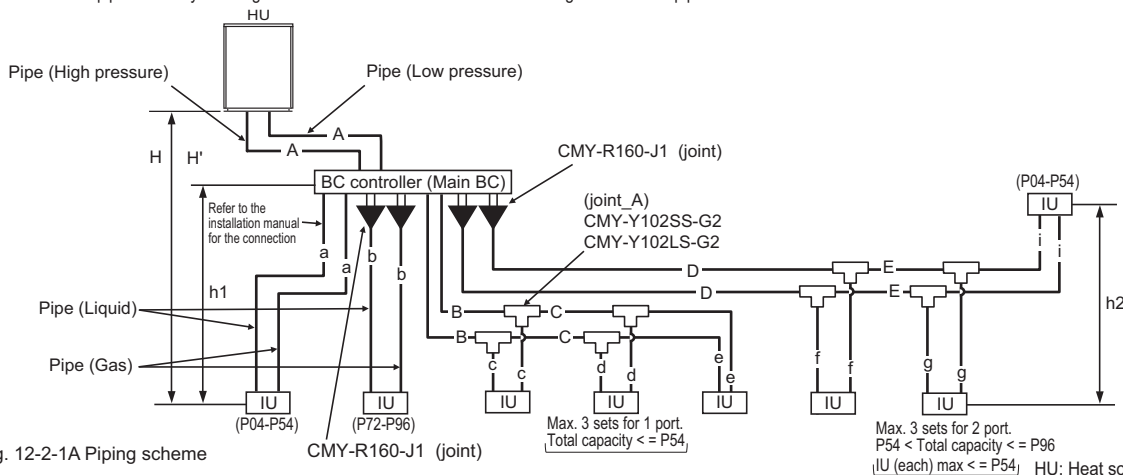 HU
Pipe (High pressure)
Pipe (Low pressure)
A
A
H
H'
CMY-R160-J1 (joint)
BC controller (Main BC)
(P04-P54)
IU
Refer to the
installation manual
for the connection
(joint_A)
CMY-Y102SS-G2
CMY-Y102LS-G2
a
a
b
b
i
i
D
E
D
E
h1
h2
Pipe (Liquid)
B
C
B
C
Pipe (Gas)
c
c
d
d
e
e
f
f
g
g
IU
IU
IU
IU
IU
IU
IU
(P04-P54)
(P72-P96)
Max. 3 sets for 1 port.
Total capacity < = P54
Max. 3 sets for 2 port.
P54 < Total capacity < = P96
IU (each) max < = P54
g. 12-2-1A Piping scheme
CMY-R160-J1 (joint)
HU: Heat so